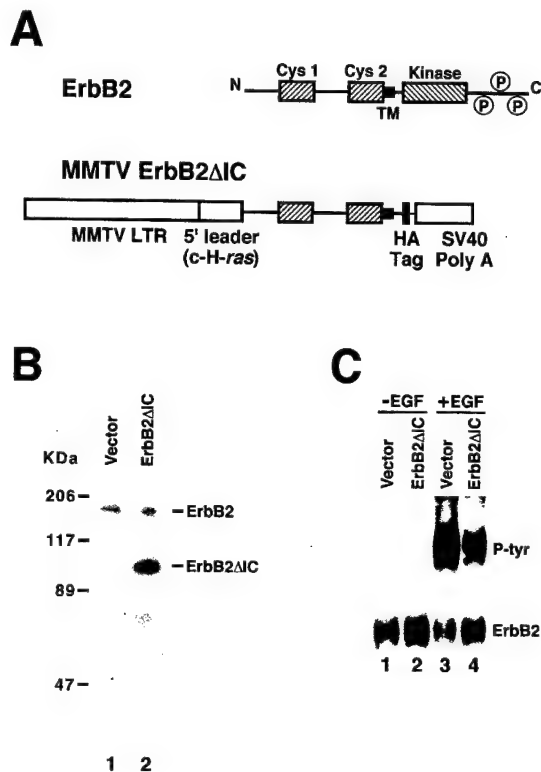 A
ErbB2
N
Cys 1
Cys 2
Kinase
TM
P
P
P
C
MMTV ErbB2ΔIC
MMTV LTR
5' leader
(c-H-ras)
HA
Tag
SV40
Poly A
B
Vector
ErbB2ΔIC
KDa
206
117
89
47
ErbB2
ErbB2ΔIC
1 2
C
-EGF +EGF
Vector
ErbB2ΔIC
Vector
ErbB2ΔIC
P-tyr
ErbB2
1 2 3 4